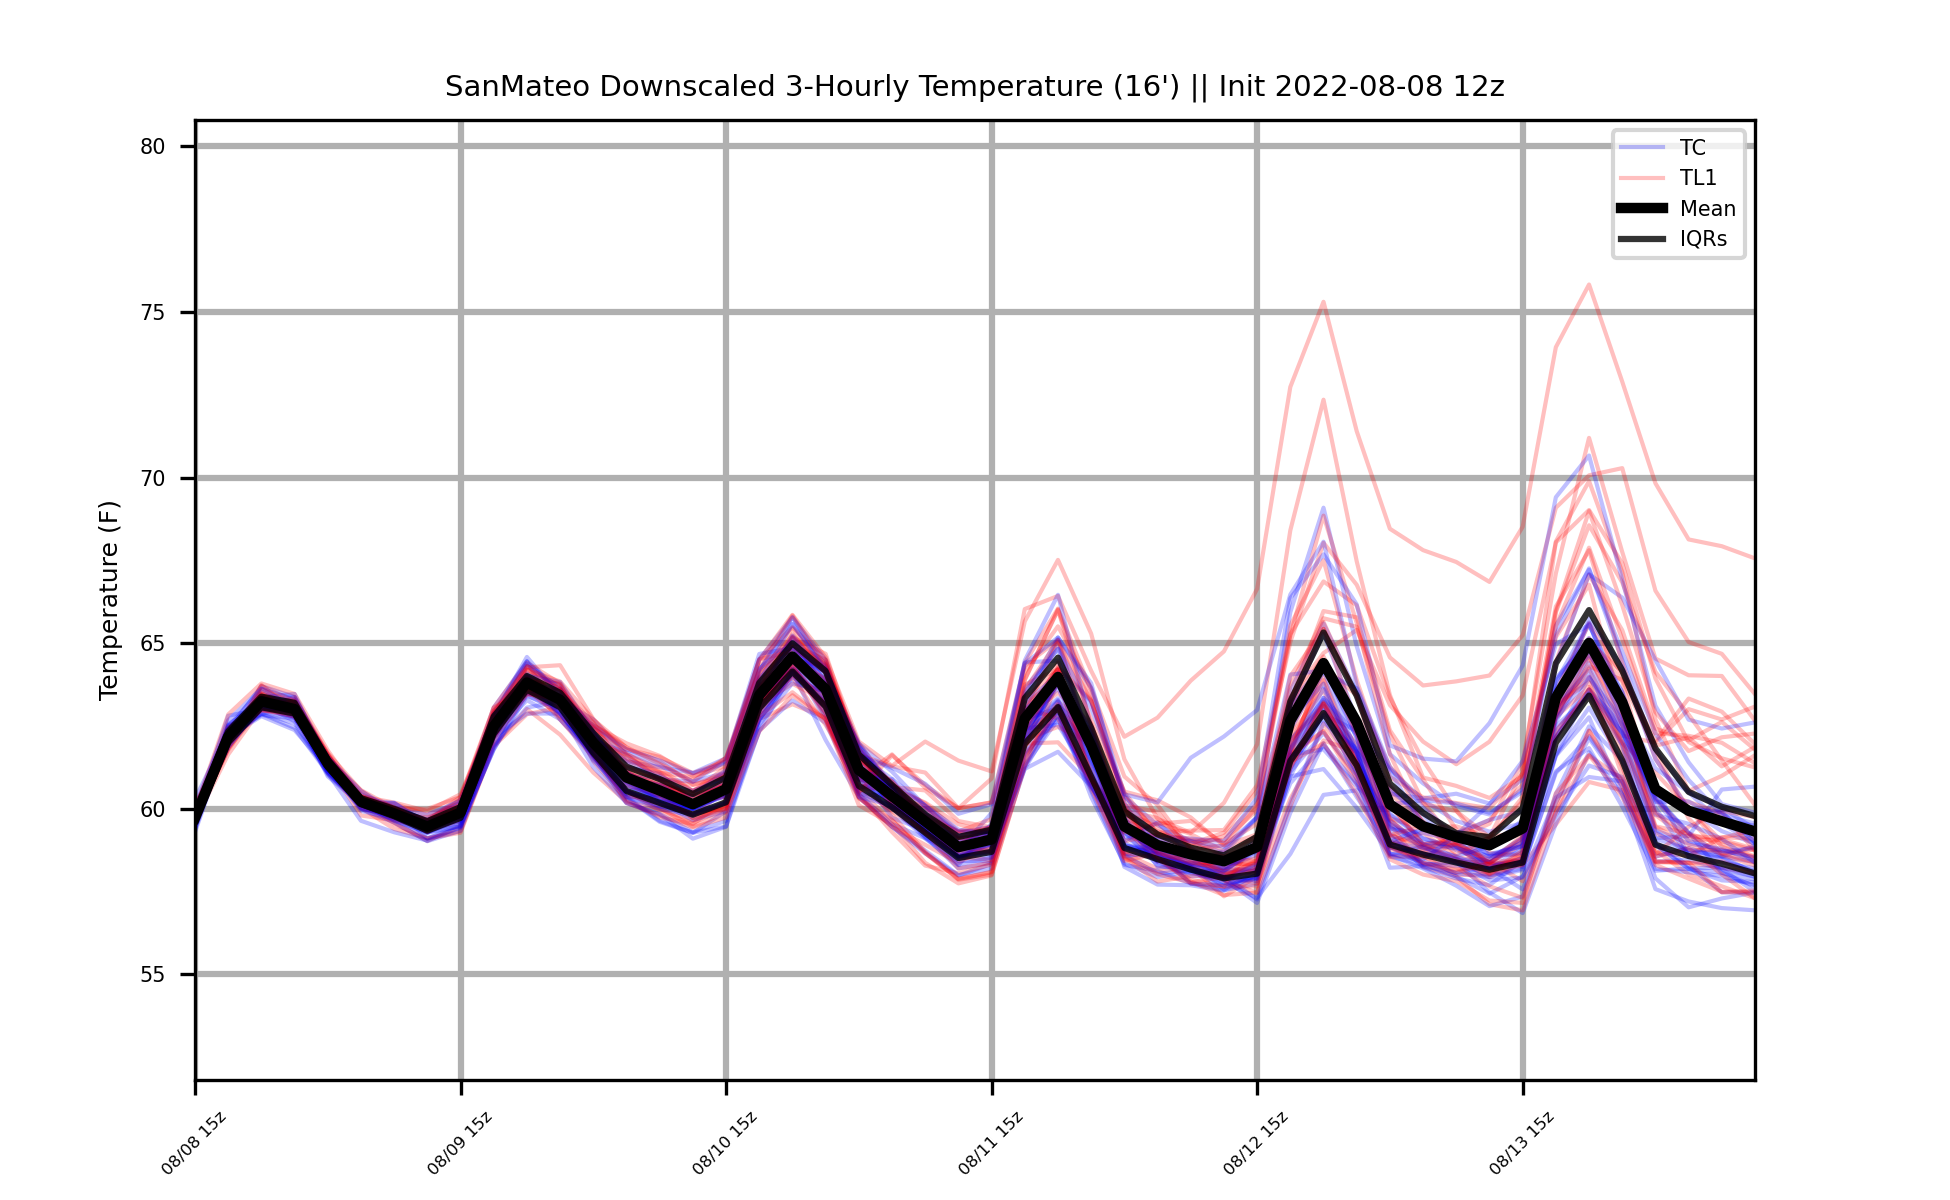 SanMateo Downscaled 3-Hourly Temperature (16') || Init 2022-08-08 12z
TC
TL1
Mean
IQRs
Temperature (F)
80
75
70
65
60
55
08/08 15z
08/09 15z
08/10 15z
08/11 15z
08/12 15z
08/13 15z